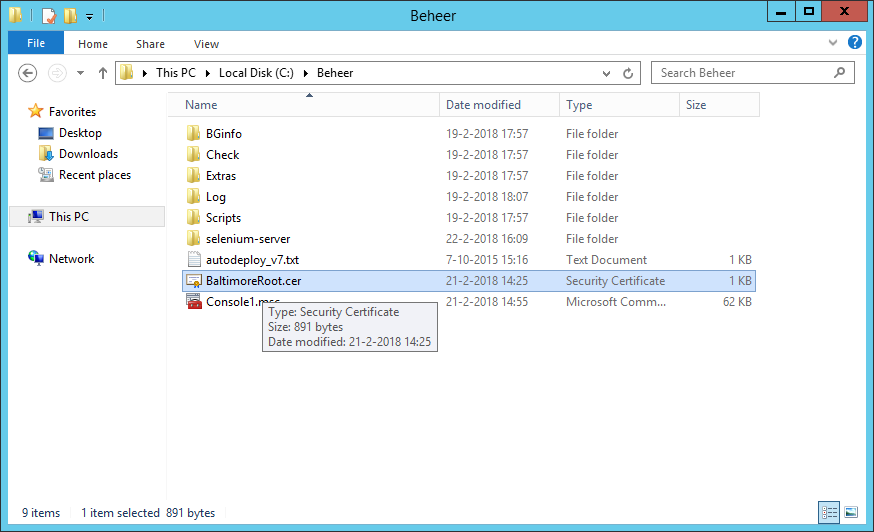 Beheer
File Home Share View
This PC Local Disk (C:) Beheer Search Beheer
Name Date modified Type Size
Favorites
Desktop
Downloads
Recent places
This PC
Network
BGinfo 19-2-2018 17:57 File folder
Check 19-2-2018 17:57 File folder
Extras 19-2-2018 17:57 File folder
Log 19-2-2018 18:07 File folder
Scripts 19-2-2018 17:57 File folder
selenium-server 22-2-2018 16:09 File folder
autodeploy_v7.txt 7-10-2015 15:16 Text Document 1 KB
BaltimoreRoot.cer 21-2-2018 14:25 Security Certificate 1 KB
Console1.msc 21-2-2018 14:55 Microsoft Comm... 62 KB
Type: Security Certificate
Size: 891 bytes
Date modified: 21-2-2018 14:25
9 items 1 item selected 891 bytes